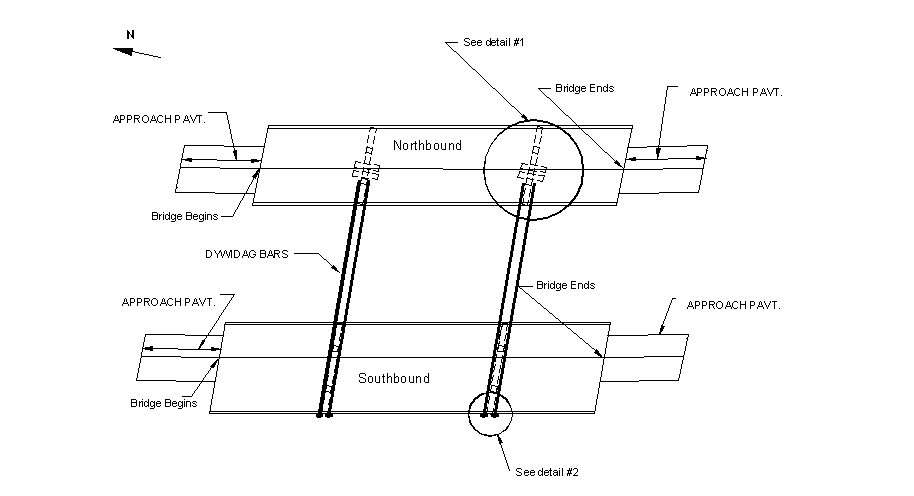 N
See detail #1
Bridge Ends
APPROACH PAVT.
APPROACH PAVT.
Northbound
Bridge Begins
DYWIDAG BARS
Bridge Ends
APPROACH PAVT.
APPROACH PAVT.
Southbound
Bridge Begins
See detail #2